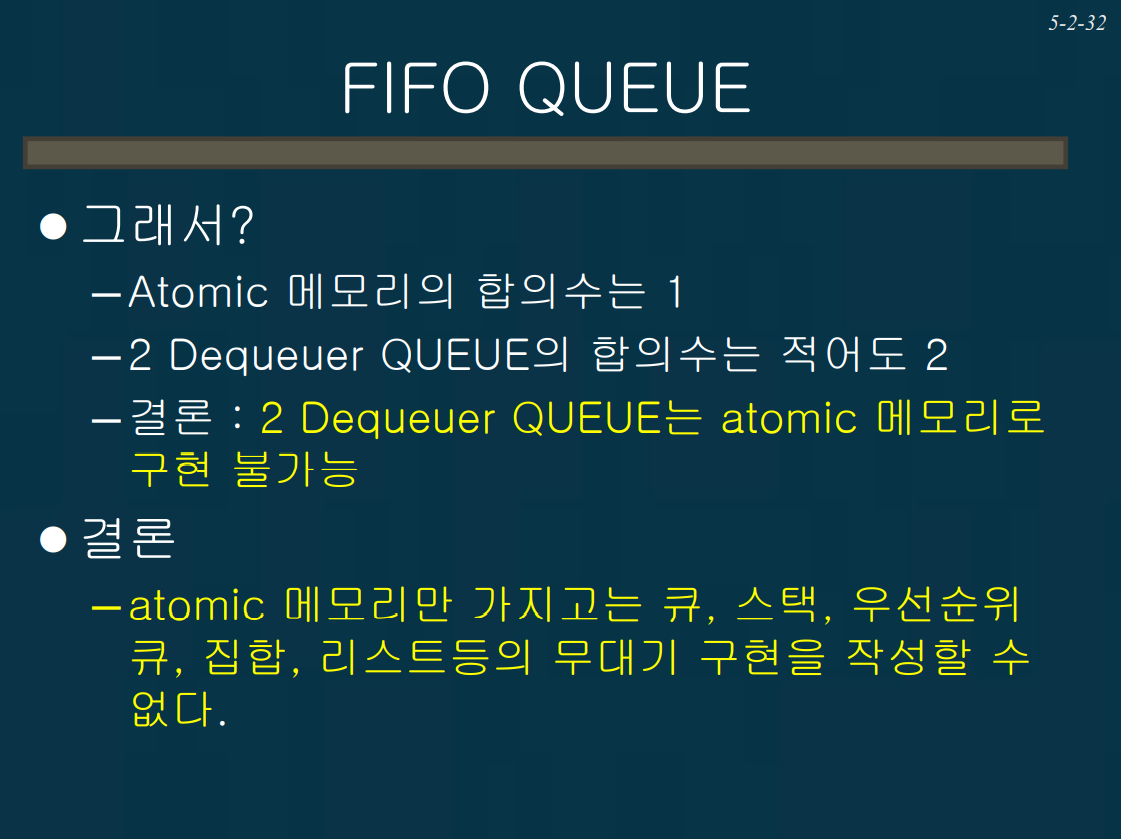 5-2-32
FIFO QUEUE
● 그래서?
–Atomic 메모리의 합의수는 1
–2 Dequeuer QUEUE의 합의수는 적어도 2
–결론 : 2 Dequeuer QUEUE는 atomic 메모리로
구현 불가능
● 결론
–atomic 메모리만 가지고는 큐, 스택, 우선순위
큐, 집합, 리스트등의 무대기 구현을 작성할 수
없다.